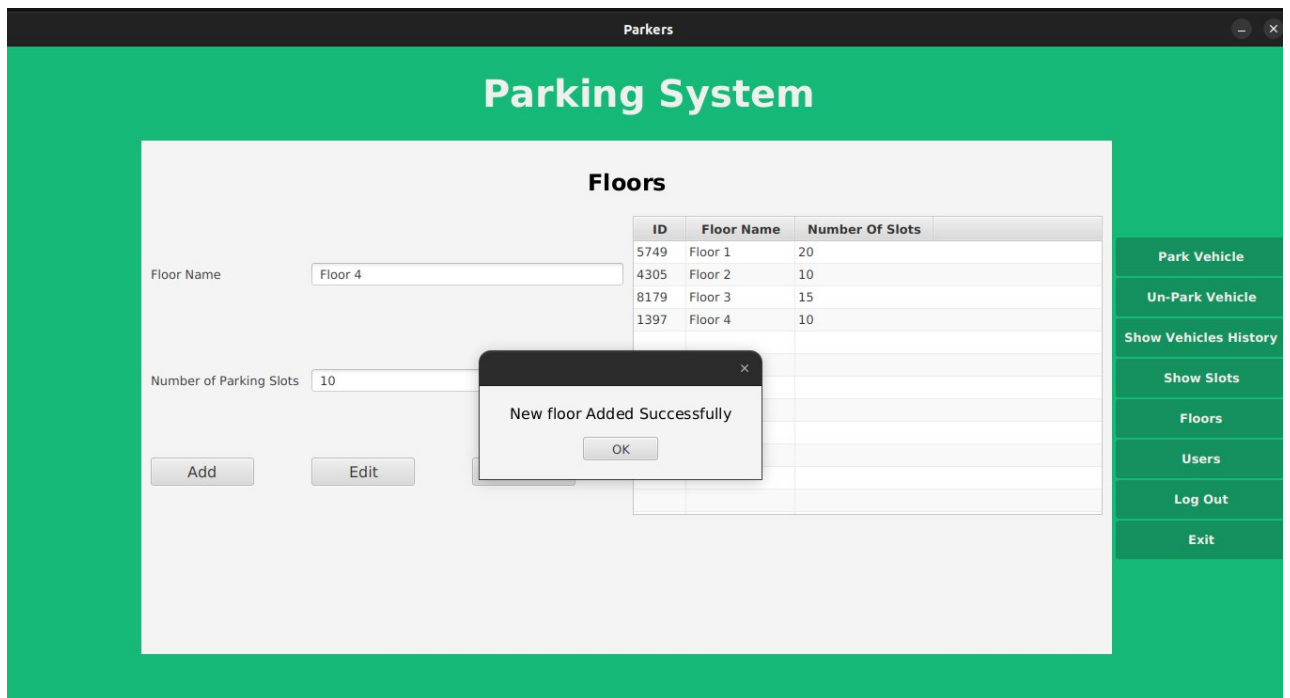 Parkers
Parking System
Floors
Floor Name
Floor 4
Number of Parking Slots
10
Add
Edit
ID Floor Name Number Of Slots
5749 Floor 1 20
4305 Floor 2 10
8179 Floor 3 15
1397 Floor 4 10
New floor Added Successfully
OK
Park Vehicle
Un-Park Vehicle
Show Vehicles History
Show Slots
Floors
Users
Log Out
Exit